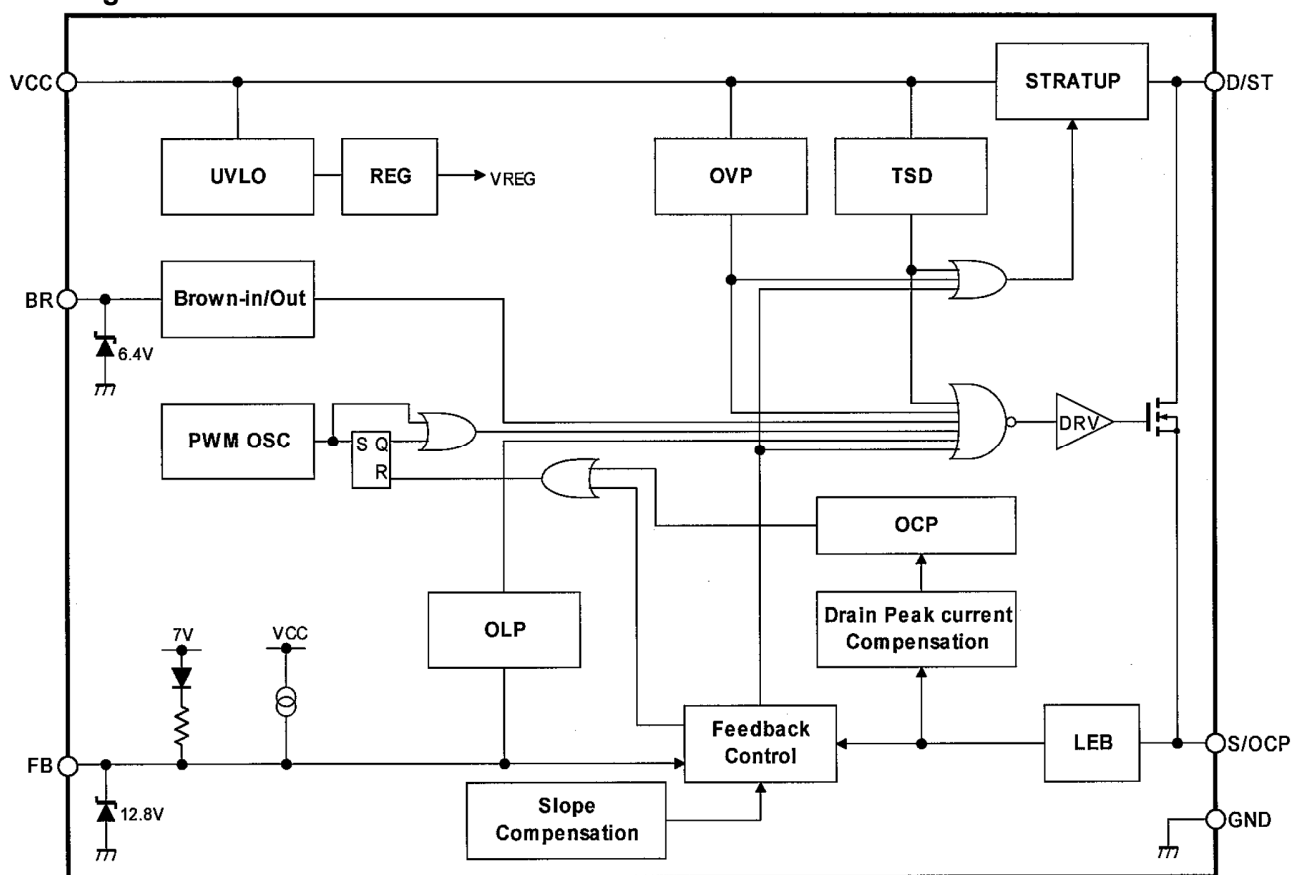 VCC
STRATUP
D/ST
UVLO
REG
VREG
OVP
TSD
BR
Brown-in/Out
6.4V
PWM OSC
S Q
R
DRV
OCP
Drain Peak current
Compensation
OLP
7V
VCC
Feedback
Control
LEB
S/OCP
FB
12.8V
Slope
Compensation
GND